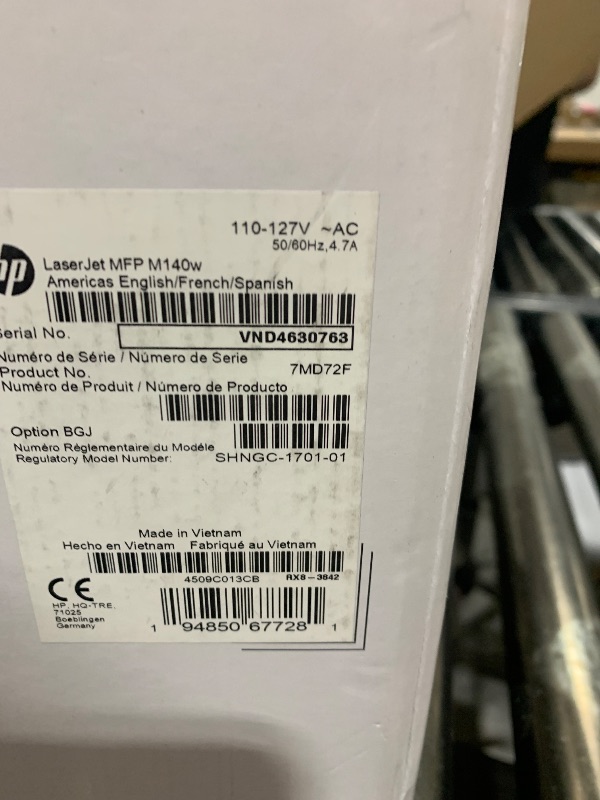 hp
110-127V ~AC
50/60Hz, 4.7A
LaserJet MFP M140w
Americas English/French/Spanish
Serial No. VND4630763
Numéro de Série / Número de Serie
Product No. 7MD72F
Numéro de Produit / Número de Producto
Option BGJ
Numéro Réglementaire du Modéle
Regulatory Model Number: SHNGC-1701-01
Made in Vietnam
Hecho en Vietnam Fabriqué au Vietnam
4509C013CB RX8-3842
CE
HP, HQ-TRE
71025
Boeblingen
Germany
1 94850 67728 1